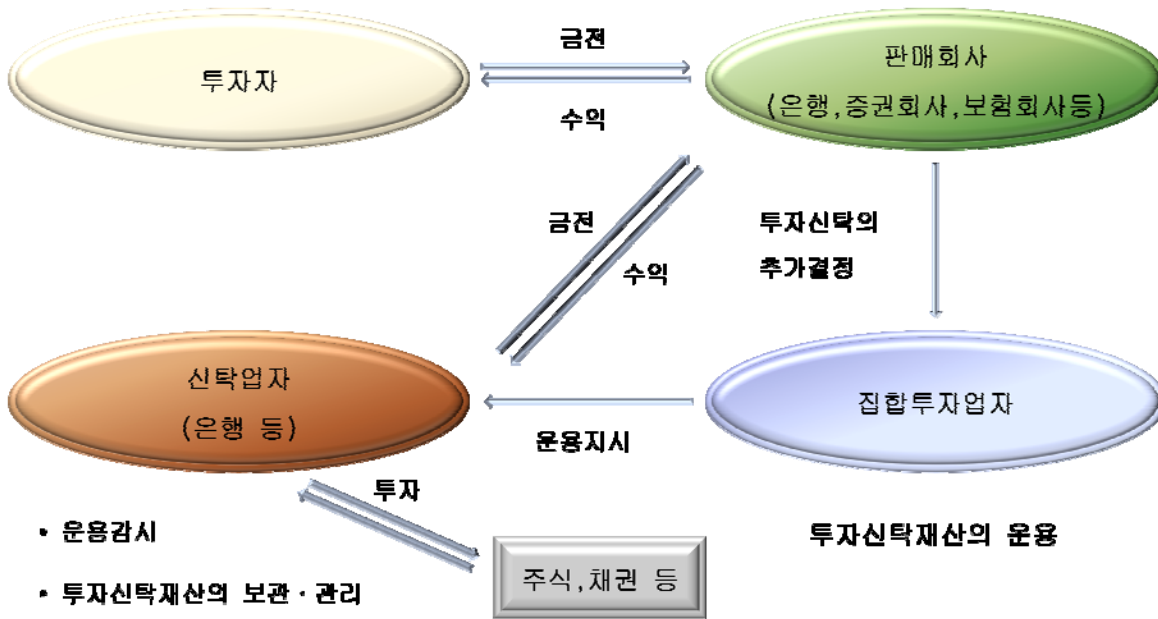 금전
투자자
판매회사
(은행,증권회사,보험회사등)
수익
금전
수익
투자신탁의
추가결정
신탁업자
(은행 등)
집합투자업자
운용지시
투자
• 운용감시
• 투자신탁재산의 보관·관리
주식,채권 등
투자신탁재산의 운용